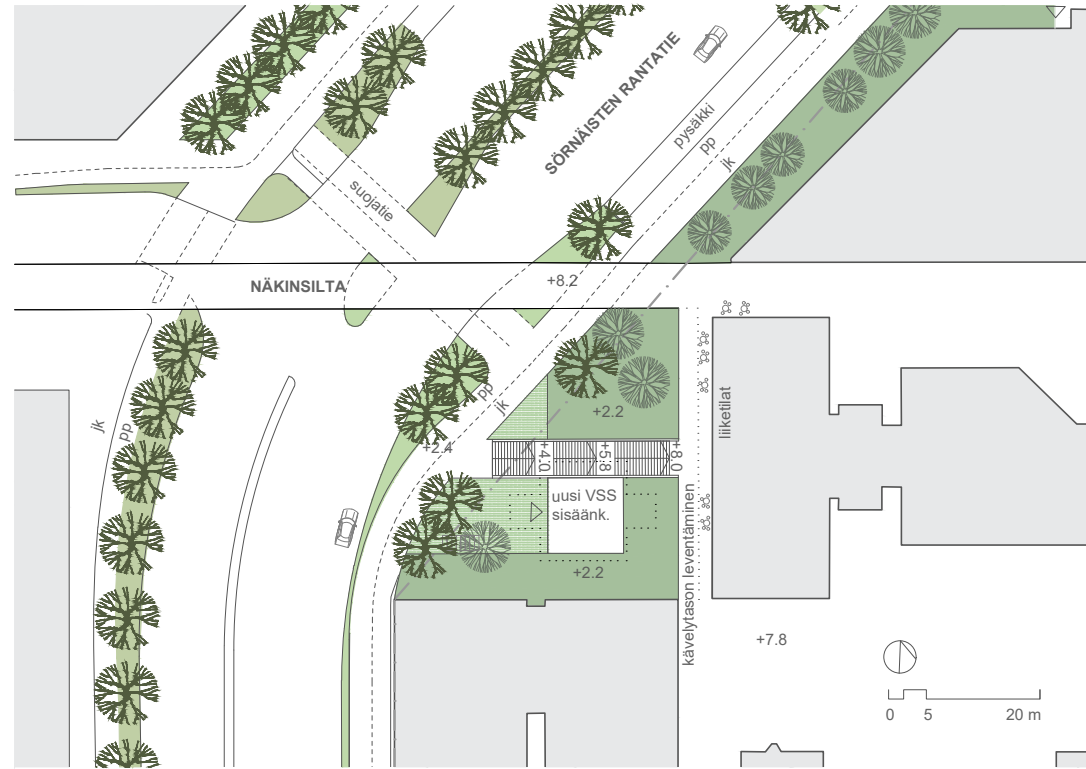 SÖRNÄISTEN RANTATIE
pysäkki
pp
jk
suojatie
NÄKINSILTA
+8.2
jk
pp
pp
jk
+2.4
+2.2
+4.0
+5.8
+8.0
uusi VSS
sisäänk.
+2.2
liiketilat
kävelytason leventäminen
+7.8
0 5 20 m